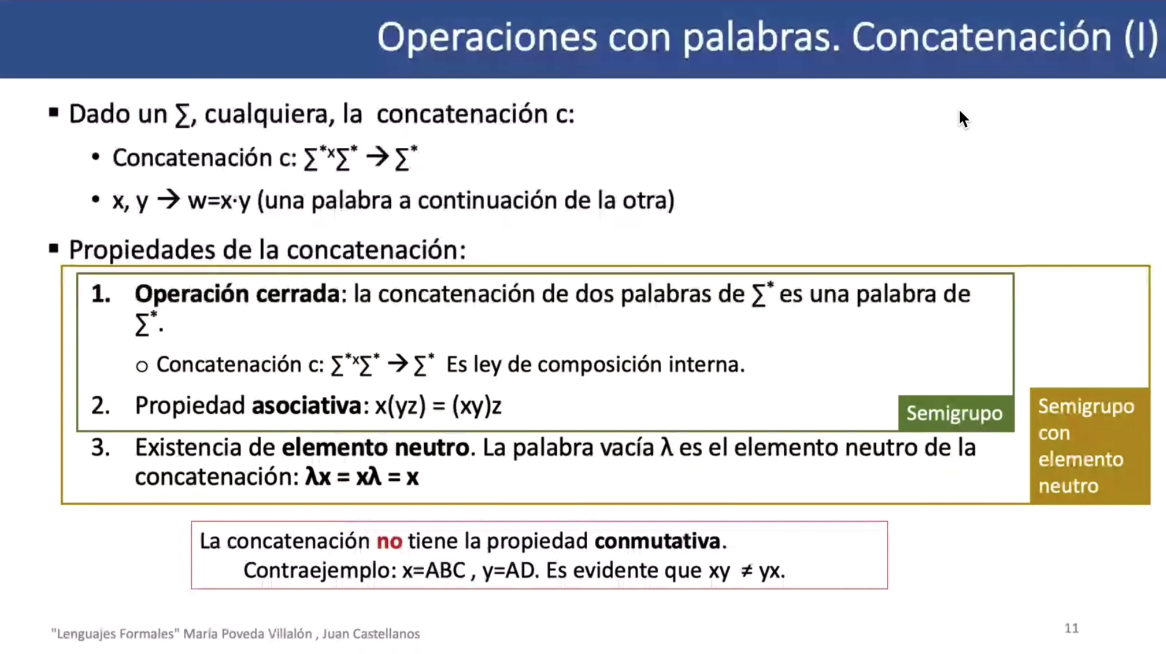 Operaciones con palabras. Concatenación (I)
▪ Dado un ∑, cualquiera, la concatenación c:
• Concatenación c: ∑*x∑* → ∑*
• x, y → w=x·y (una palabra a continuación de la otra)
▪ Propiedades de la concatenación:
1. Operación cerrada: la concatenación de dos palabras de ∑* es una palabra de
∑*.
o Concatenación c: ∑*x∑* → ∑* Es ley de composición interna.
2. Propiedad asociativa: x(yz) = (xy)z
Semigrupo
3. Existencia de elemento neutro. La palabra vacía λ es el elemento neutro de la
concatenación: λx = xλ = x
Semigrupo
con
elemento
neutro
La concatenación no tiene la propiedad conmutativa.
Contraejemplo: x=ABC , y=AD. Es evidente que xy ≠ yx.
"Lenguajes Formales" María Poveda Villalón , Juan Castellanos
11